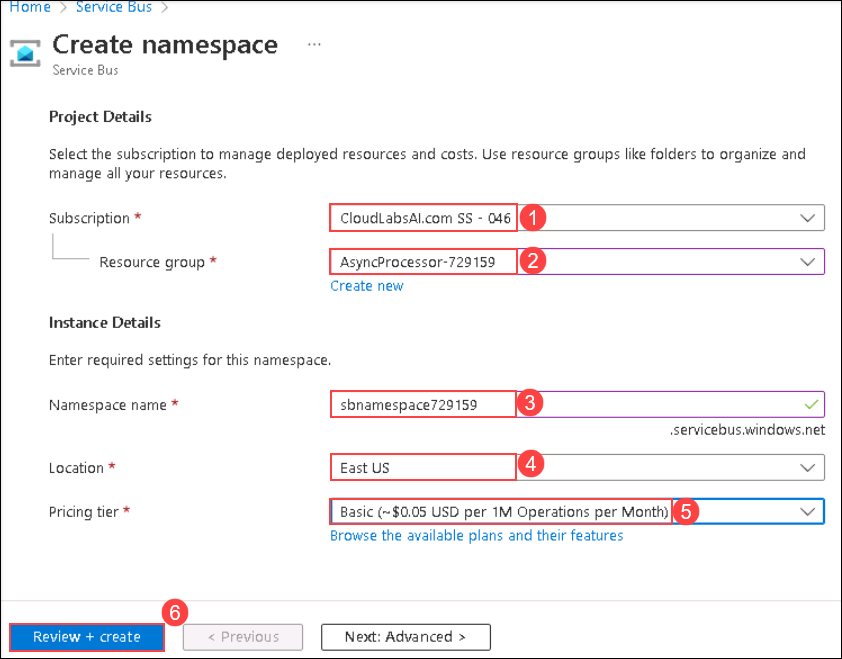 Home > Service Bus >
Create namespace ...
Service Bus
Project Details
Select the subscription to manage deployed resources and costs. Use resource groups like folders to organize and
manage all your resources.
Subscription * CloudLabsAI.com SS - 046 1
Resource group * AsyncProcessor-729159 2
Create new
Instance Details
Enter required settings for this namespace.
Namespace name * sbnamespace729159 3
.servicebus.windows.net
Location * East US 4
Pricing tier * Basic (~$0.05 USD per 1M Operations per Month) 5
Browse the available plans and their features
6
Review + create < Previous Next: Advanced >